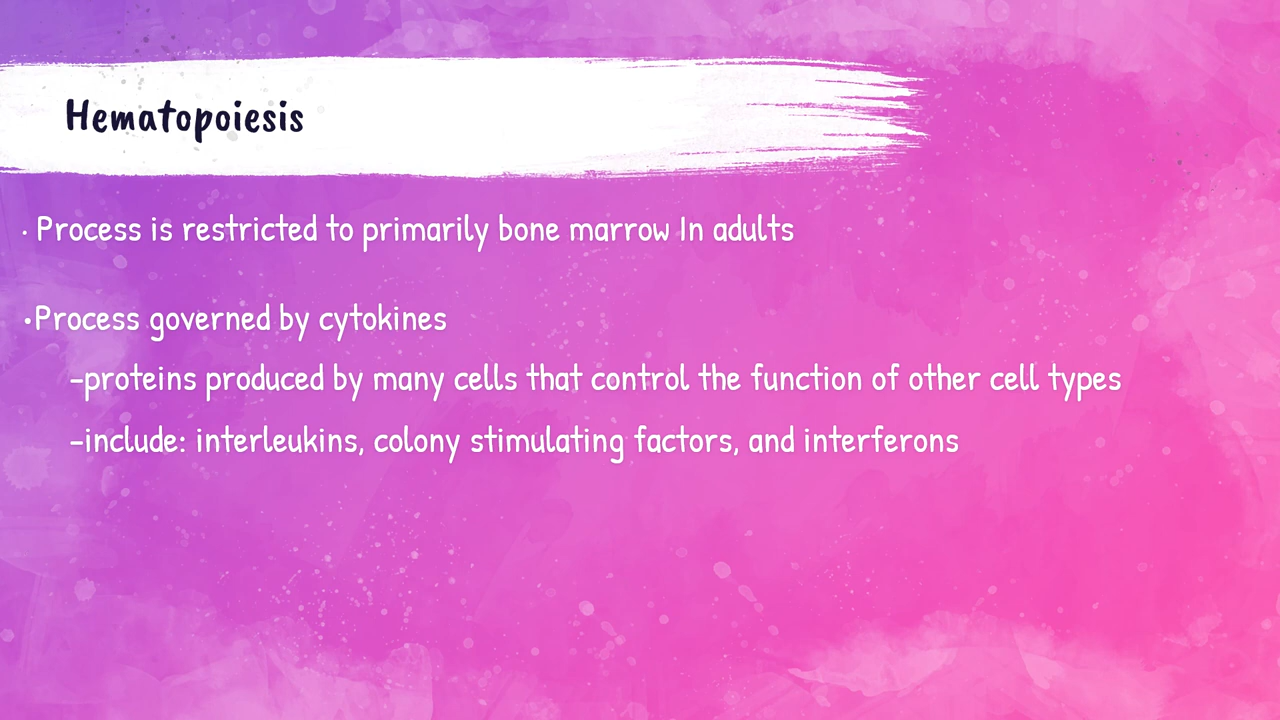 Hematopoiesis
· Process is restricted to primarily bone marrow In adults
•Process governed by cytokines
-proteins produced by many cells that control the function of other cell types
-include: interleukins, colony stimulating factors, and interferons